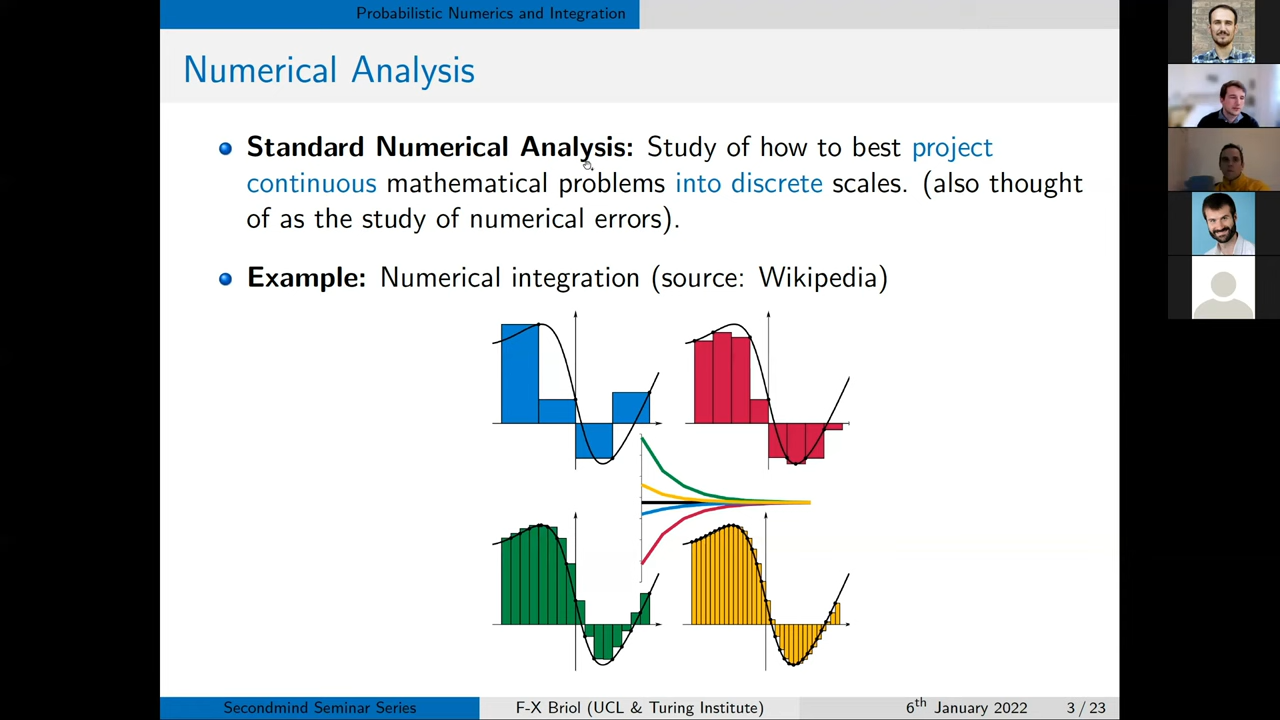 Probabilistic Numerics and Integration
Numerical Analysis
Standard Numerical Analysis: Study of how to best project
continuous mathematical problems into discrete scales. (also thought
of as the study of numerical errors).
Example: Numerical integration (source: Wikipedia)
Secondmind Seminar Series
F-X Briol (UCL & Turing Institute)
6th January 2022
3 / 23